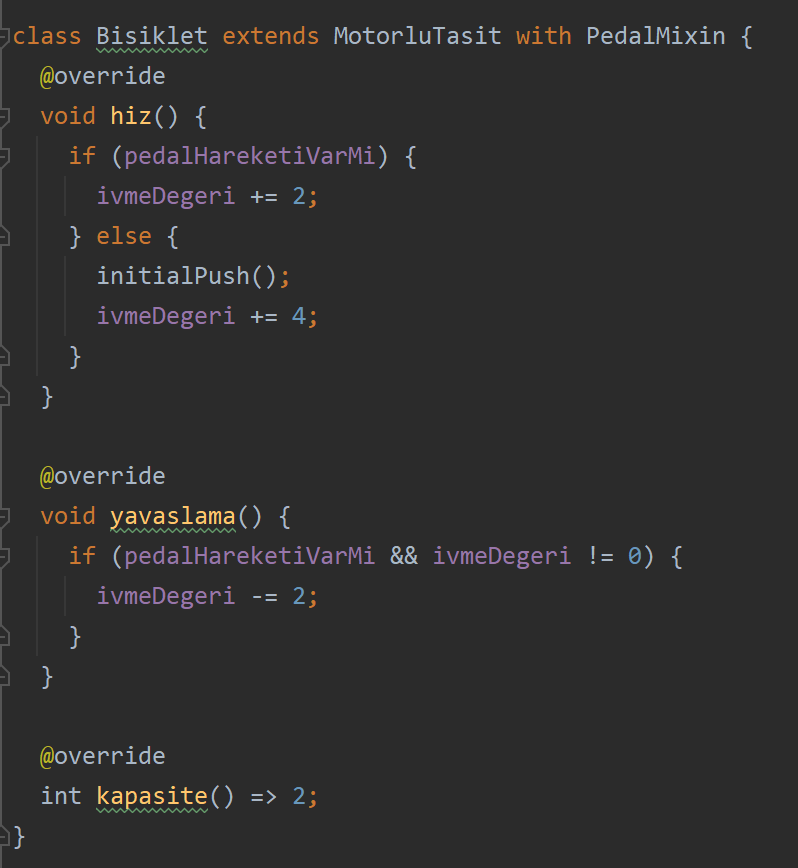 class Bisiklet extends MotorluTasit with PedalMixin {
  @override
  void hiz() {
    if (pedalHareketiVarMi) {
      ivmeDegeri += 2;
    } else {
      initialPush();
      ivmeDegeri += 4;
    }
  }

  @override
  void yavaslama() {
    if (pedalHareketiVarMi && ivmeDegeri != 0) {
      ivmeDegeri -= 2;
    }
  }

  @override
  int kapasite() => 2;
}